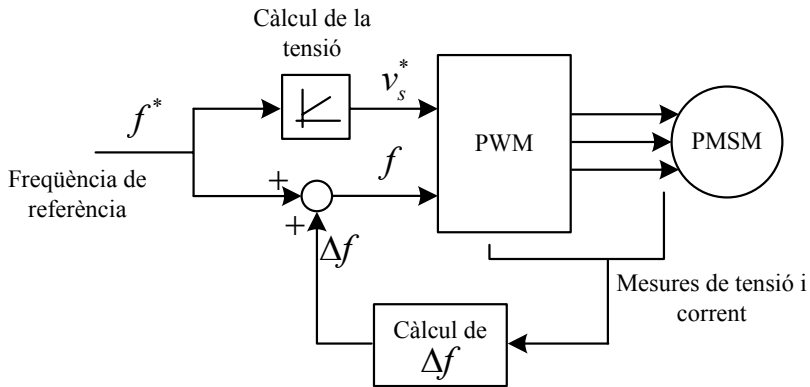 Càlcul de la
tensió
f*
v_s*
PWM
PMSM
Freqüència de
referència
+
f
+
Δf
Mesures de tensió i
corrent
Càlcul de
Δf